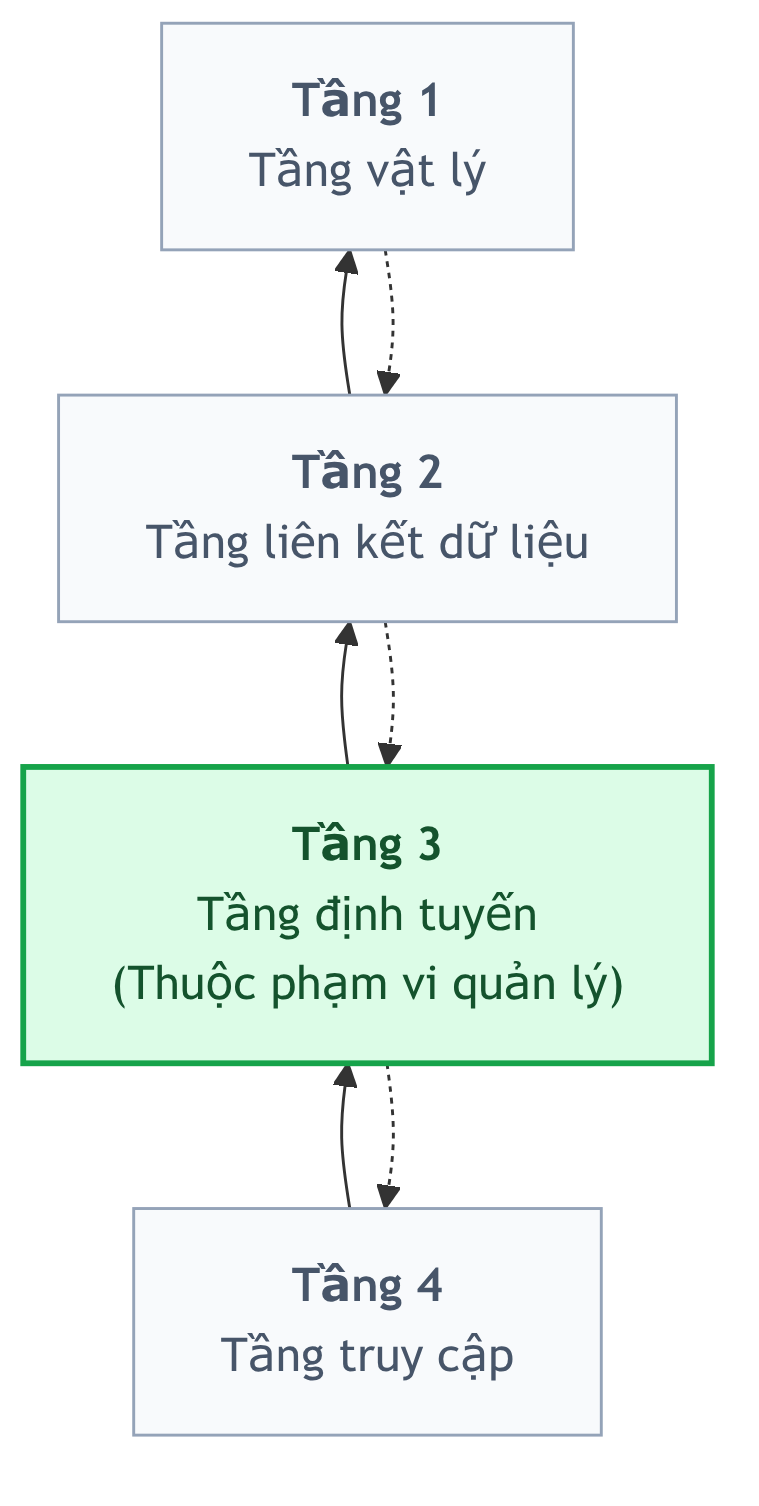 Tầng 1
Tầng vật lý
Tầng 2
Tầng liên kết dữ liệu
Tầng 3
Tầng định tuyến
(Thuộc phạm vi quản lý)
Tầng 4
Tầng truy cập